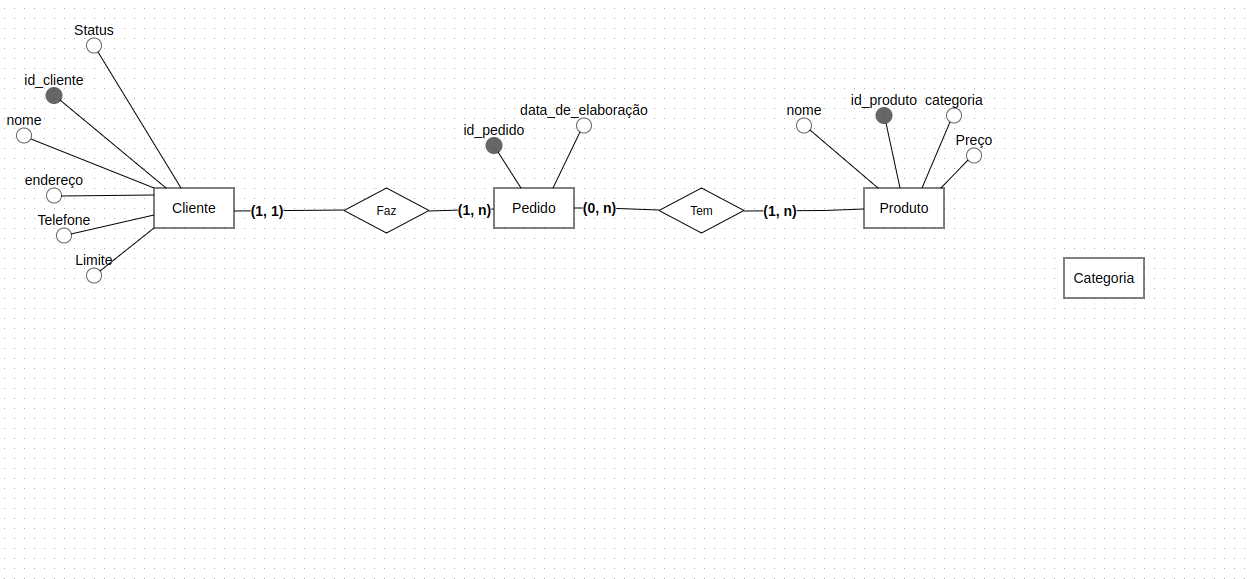 Status
id_cliente
nome
endereço
Telefone
Limite
Cliente
(1, 1)
Faz
(1, n)
id_pedido
data_de_elaboração
Pedido
(0, n)
Tem
(1, n)
nome
id_produto
categoria
Preço
Produto
Categoria